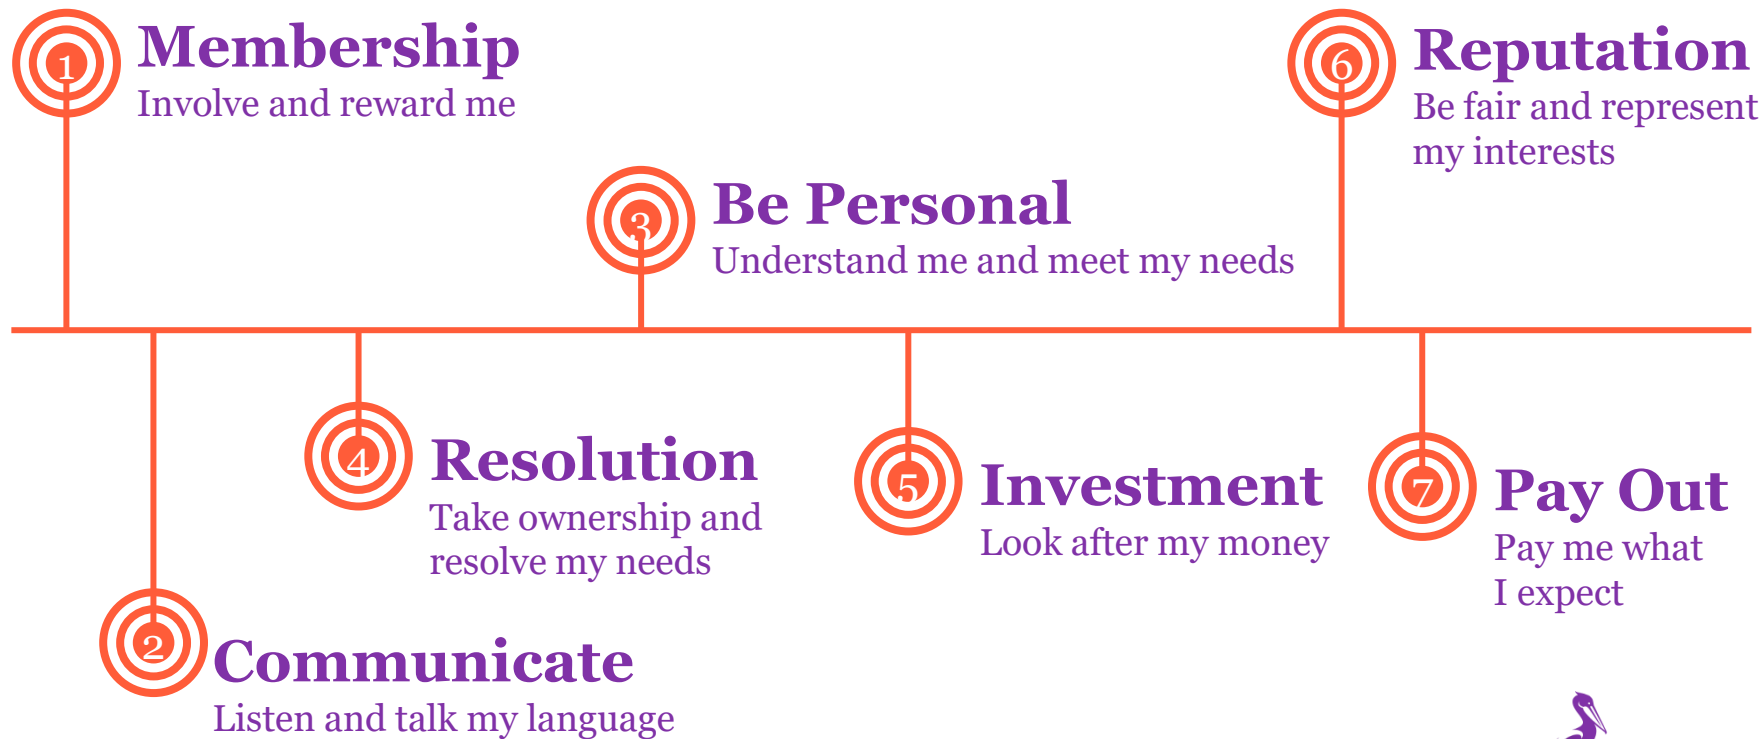 1
Membership
Involve and reward me
2
Communicate
Listen and talk my language
3
Be Personal
Understand me and meet my needs
4
Resolution
Take ownership and
resolve my needs
5
Investment
Look after my money
6
Reputation
Be fair and represent
my interests
7
Pay Out
Pay me what
I expect